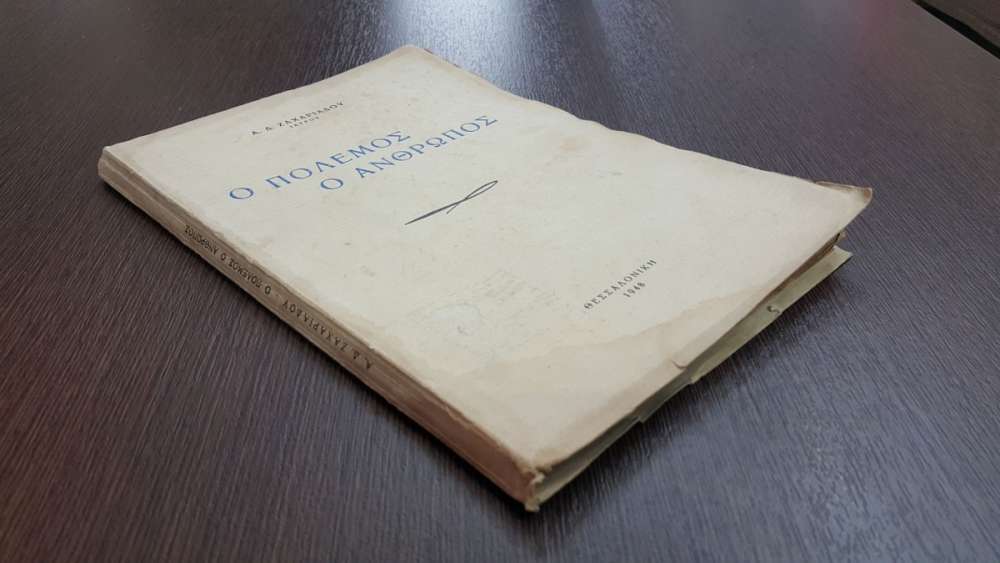 Α. Δ. ΖΑΧΑΡΙΑΔΟΥ
ΙΑΤΡΟΥ
Ο ΠΟΛΕΜΟΣ
Ο ΑΝΘΡΩΠΟΣ
ΘΕΣΣΑΛΟΝΙΚΗ
1948
Α. Δ. ΖΑΧΑΡΙΑΔΟΥ - Ο ΠΟΛΕΜΟΣ Ο ΑΝΘΡΩΠΟΣ